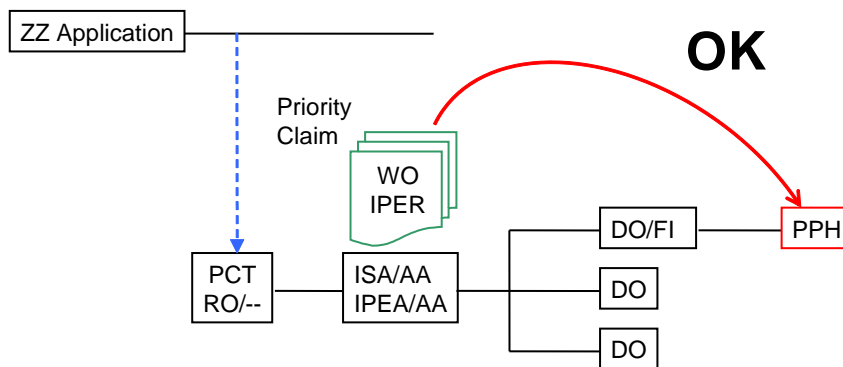 ZZ Application
OK
Priority
Claim
WO
IPER
DO/FI
PPH
PCT
RO/--
ISA/AA
IPEA/AA
DO
DO